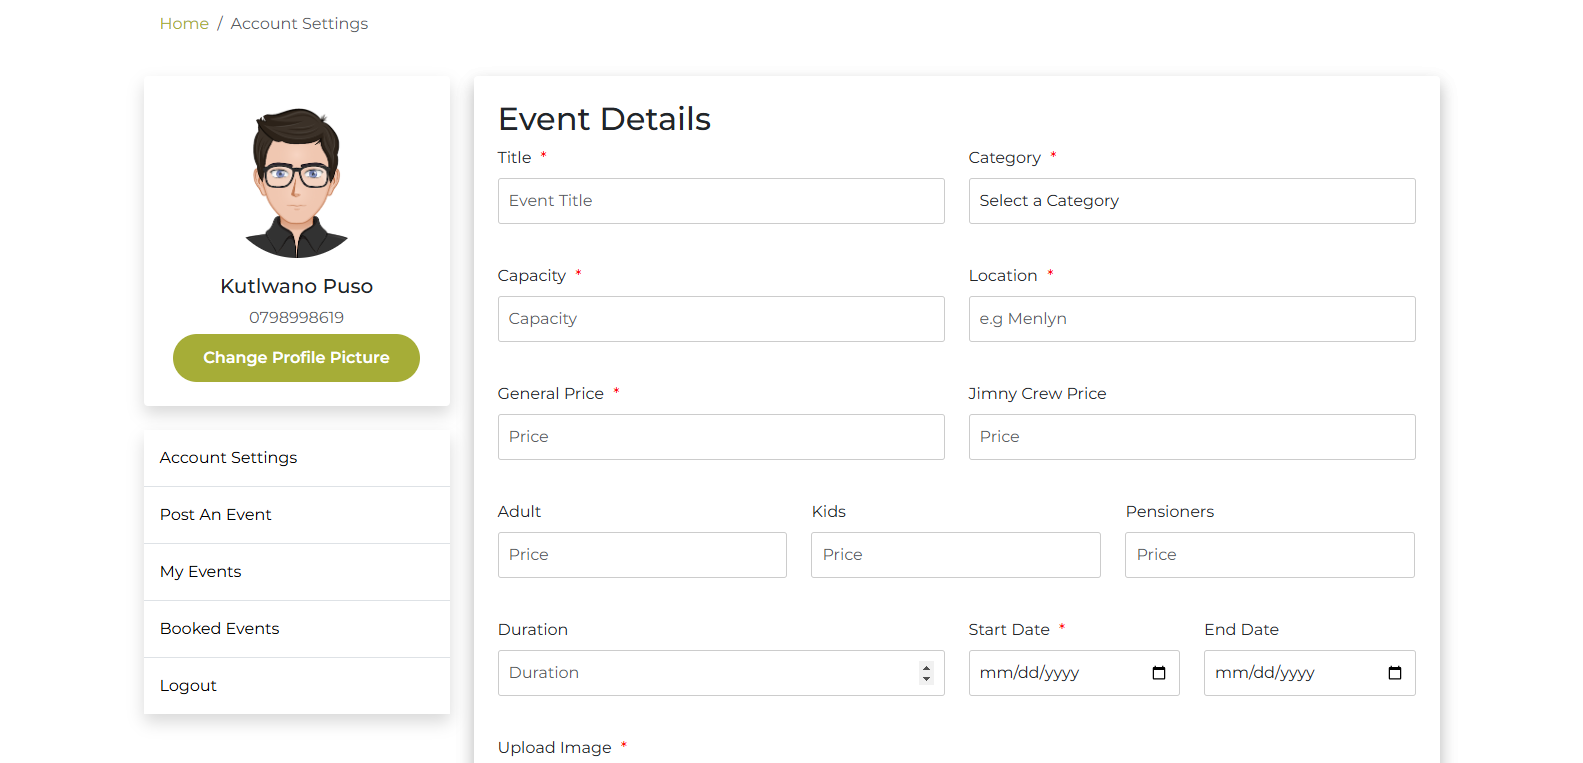 Home / Account Settings
Kutlwano Puso
0798998619
Change Profile Picture
Account Settings
Post An Event
My Events
Booked Events
Logout
Event Details
Title * Category *
Event Title Select a Category
Capacity * Location *
Capacity e.g Menlyn
General Price * Jimny Crew Price
Price Price
Adult Kids Pensioners
Price Price Price
Duration Start Date * End Date
Duration mm/dd/yyyy mm/dd/yyyy
Upload Image *